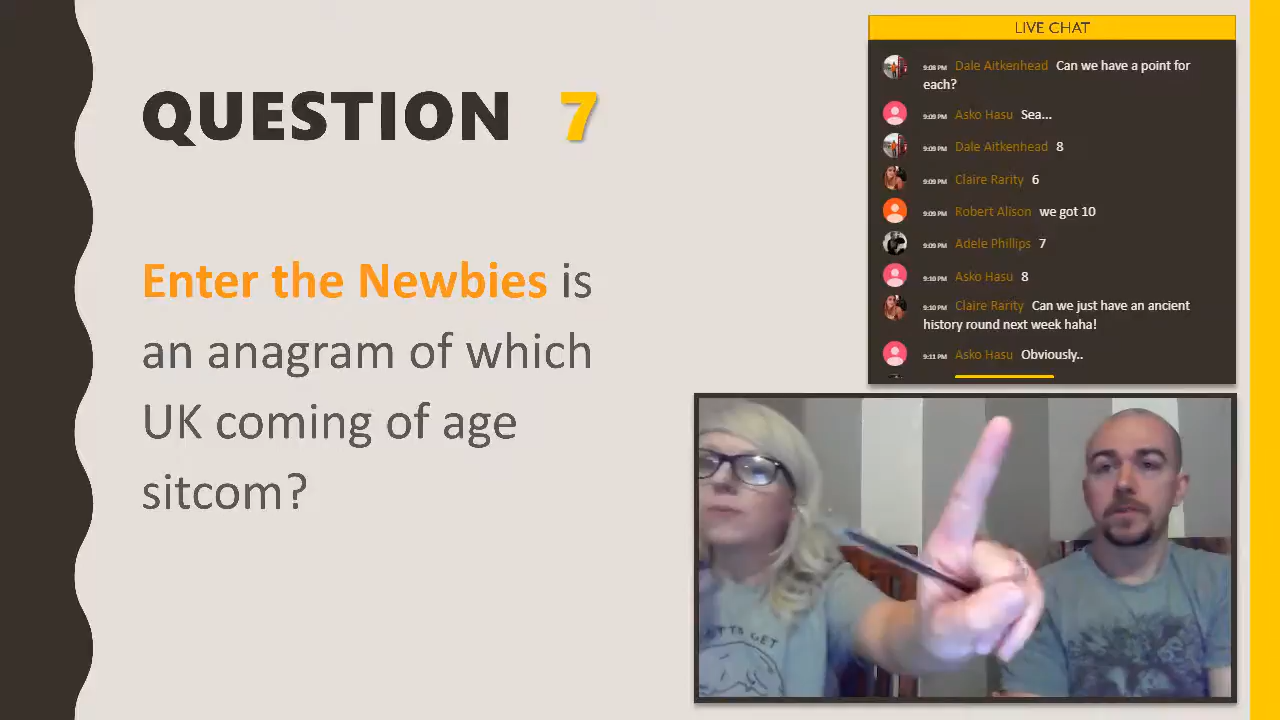 QUESTION 7
Enter the Newbies is
an anagram of which
UK coming of age
sitcom?
LIVE CHAT
9:08 PM Dale Aitkenhead Can we have a point for
each?
9:09 PM Asko Hasu Sea...
9:09 PM Dale Aitkenhead 8
9:09 PM Claire Rarity 6
9:09 PM Robert Alison we got 10
9:09 PM Adele Phillips 7
9:10 PM Asko Hasu 8
9:10 PM Claire Rarity Can we just have an ancient
history round next week haha!
9:11 PM Asko Hasu Obviously..
GET